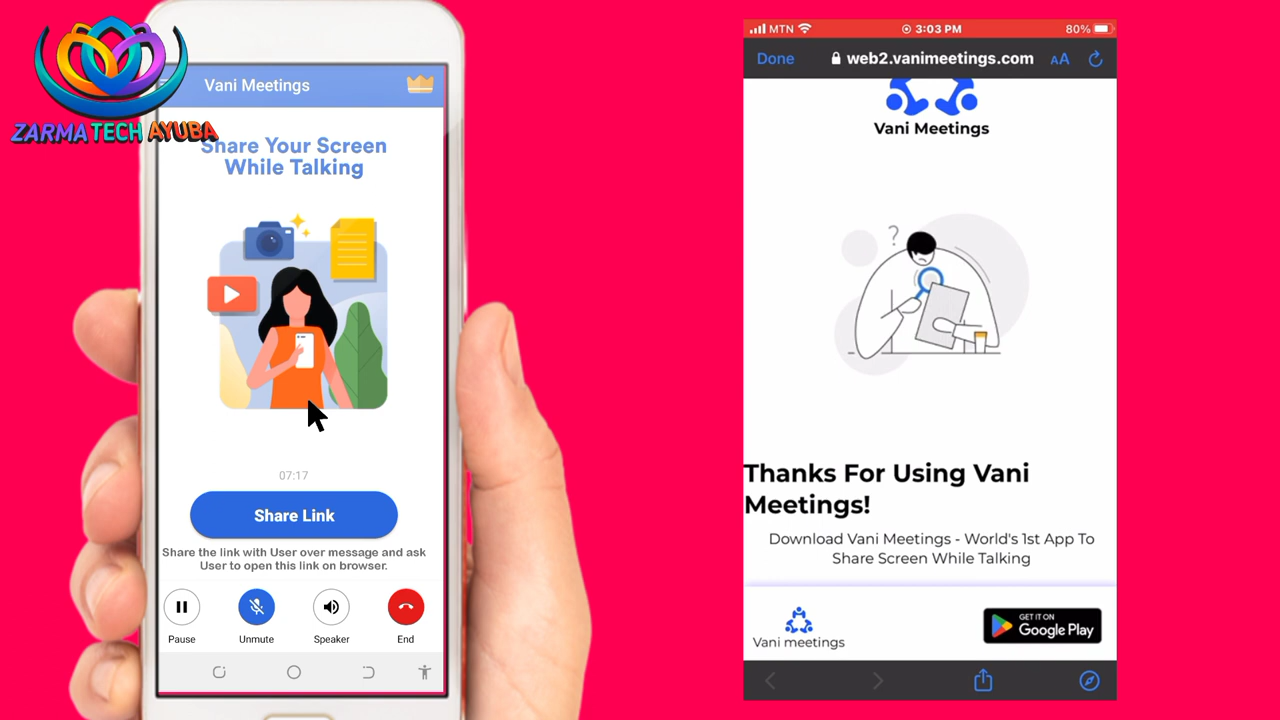 ZARMA TECH AYUBA
Vani Meetings
Share Your Screen
While Talking
07:17
Share Link
Share the link with User over message and ask
User to open this link on browser.
Pause
Unmute
Speaker
End
MTN
3:03 PM
80%
Done
web2.vanimeetings.com
AA
Vani Meetings
?
Thanks For Using Vani
Meetings!
Download Vani Meetings - World's 1st App To
Share Screen While Talking
Vani meetings
GET IT ON
Google Play